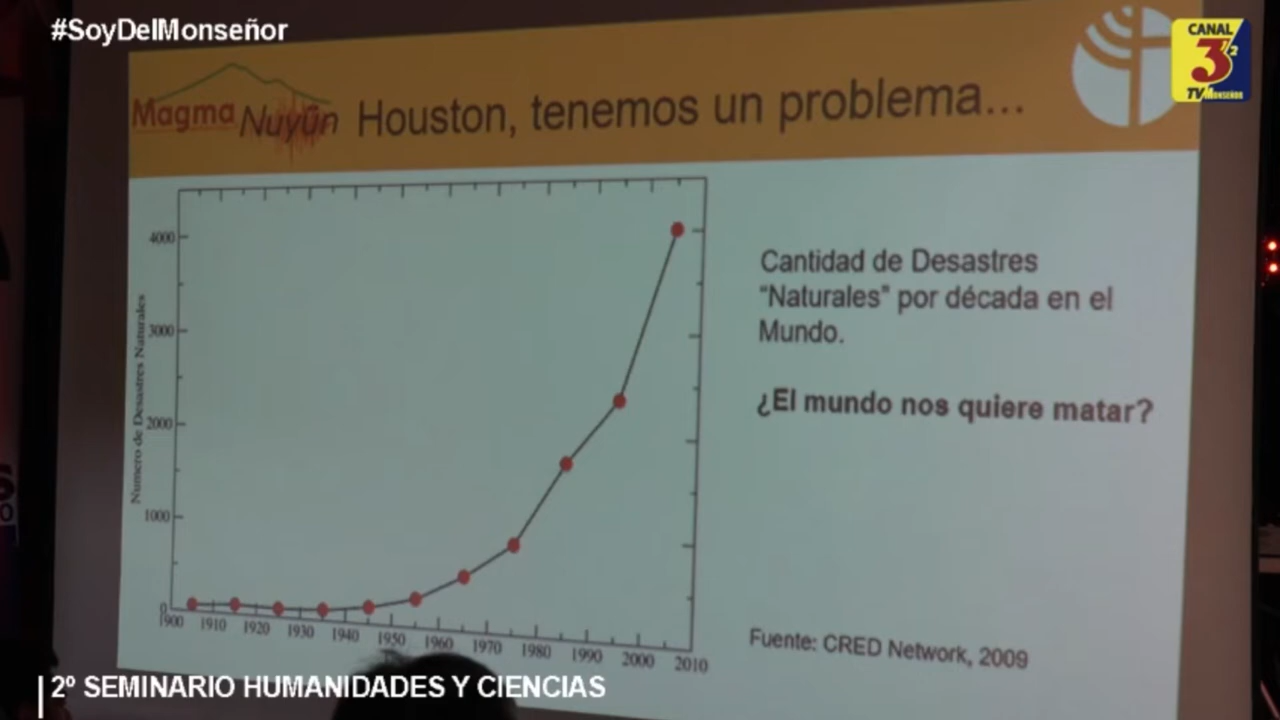 #SoyDelMonseñor
CANAL
3
2
TV MONSEÑOR
Magma Nuyün
Houston, tenemos un problema...
Numero de Desastres Naturales
4000
3000
2000
1000
0
1900 1910 1920 1930 1940 1950 1960 1970 1980 1990 2000 2010
Cantidad de Desastres
“Naturales” por década en el
Mundo.
¿El mundo nos quiere matar?
Fuente: CRED Network, 2009
2º SEMINARIO HUMANIDADES Y CIENCIAS